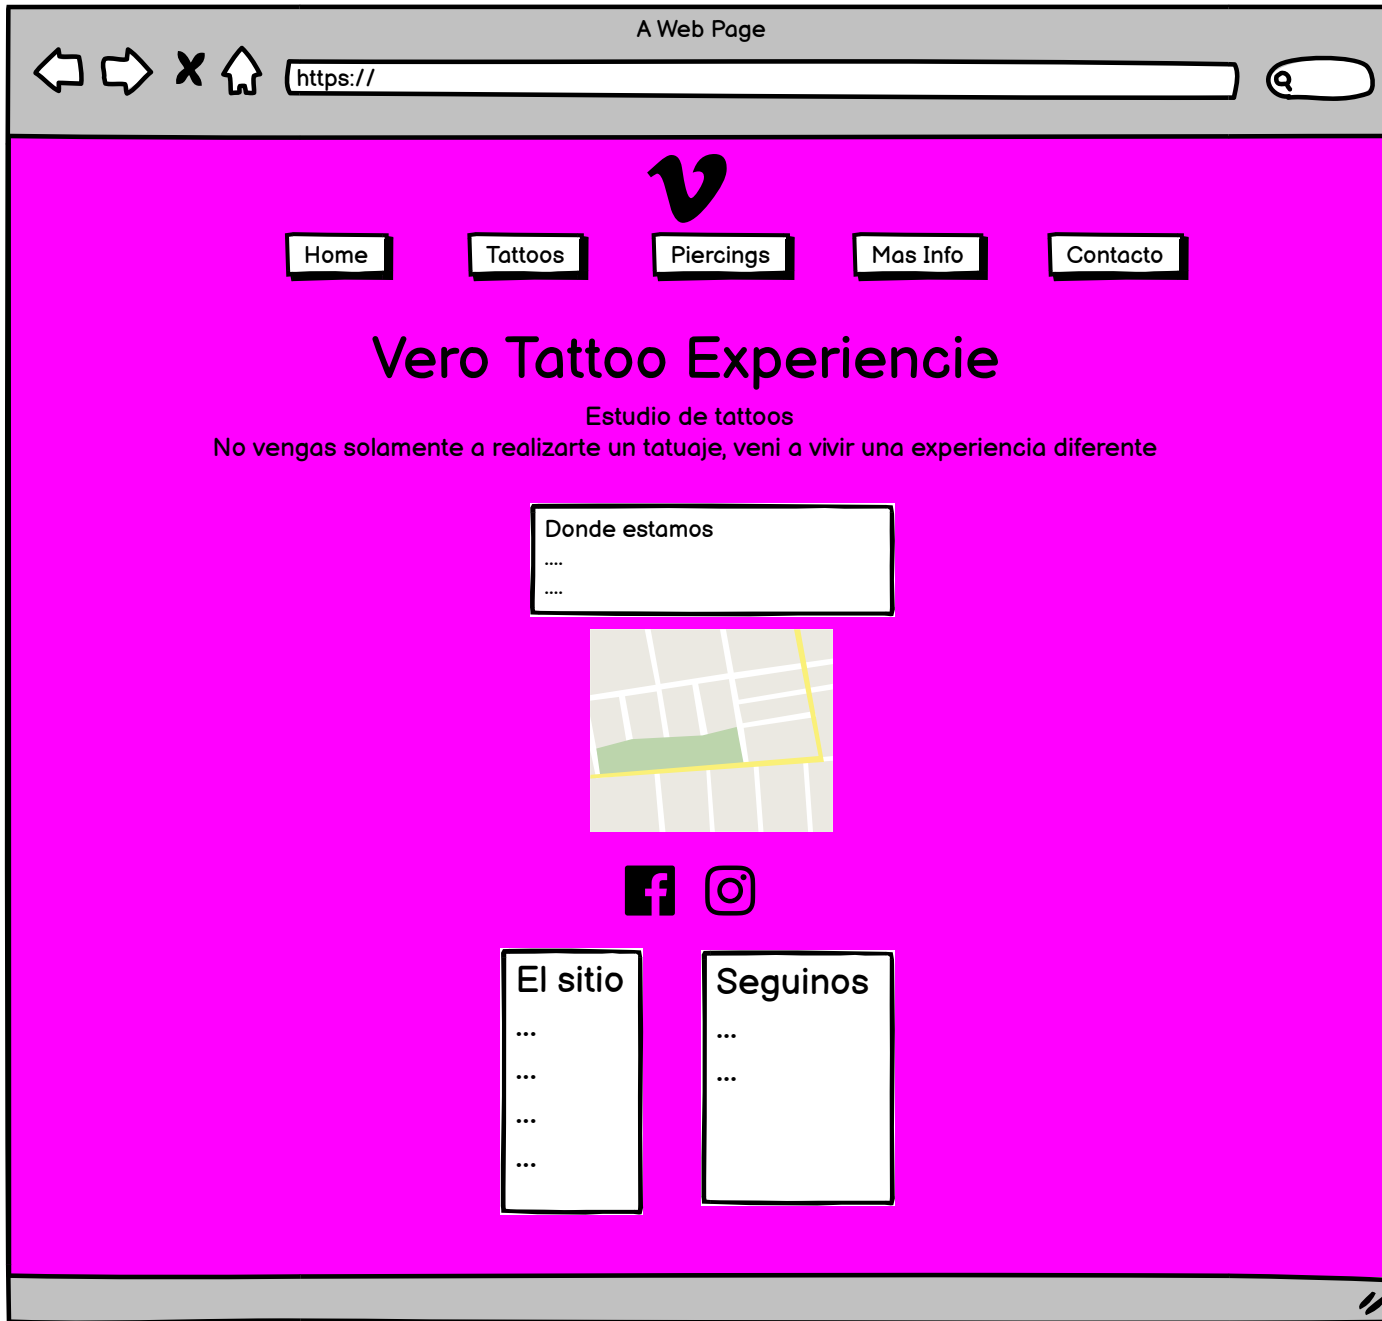 A Web Page
https://
v
Home Tattoos Piercings Mas Info Contacto
Vero Tattoo Experiencie
Estudio de tattoos
No vengas solamente a realizarte un tatuaje, veni a vivir una experiencia diferente
Donde estamos
....
....
El sitio
...
...
...
...
Seguinos
...
...